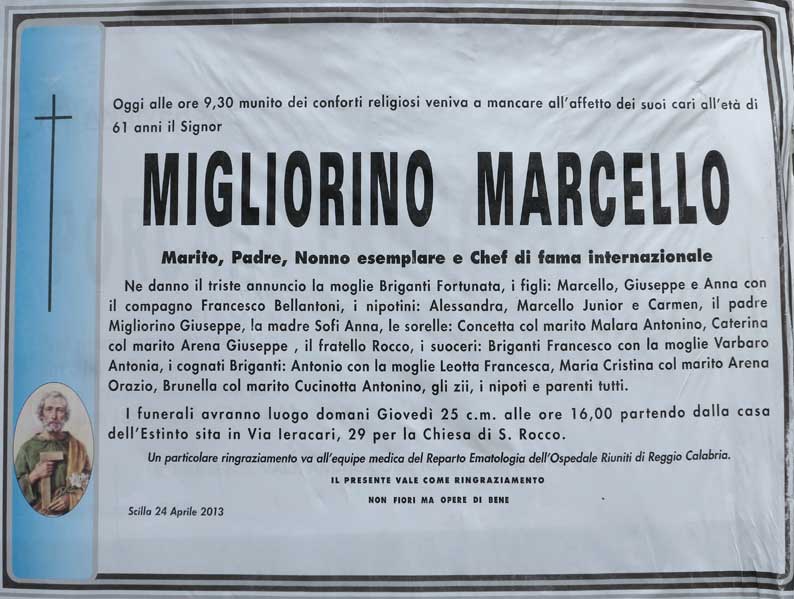 Oggi alle ore 9,30 munito dei conforti religiosi veniva a mancare all'affetto dei suoi cari all'età di
61 anni il Signor
MIGLIORINO MARCELLO
Marito, Padre, Nonno esemplare e Chef di fama internazionale
Ne danno il triste annuncio la moglie Briganti Fortunata, i figli: Marcello, Giuseppe e Anna con
il compagno Francesco Bellantoni, i nipotini: Alessandra, Marcello Junior e Carmen, il padre
Migliorino Giuseppe, la madre Sofi Anna, le sorelle: Concetta col marito Malara Antonino, Caterina
col marito Arena Giuseppe , il fratello Rocco, i suoceri: Briganti Francesco con la moglie Varbaro
Antonia, i cognati Briganti: Antonio con la moglie Leotta Francesca, Maria Cristina col marito Arena
Orazio, Brunella col marito Cucinotta Antonino, gli zii, i nipoti e parenti tutti.
I funerali avranno luogo domani Giovedì 25 c.m. alle ore 16,00 partendo dalla casa
dell'Estinto sita in Via Ieracari, 29 per la Chiesa di S. Rocco.
Un particolare ringraziamento va all'equipe medica del Reparto Ematologia dell'Ospedale Riuniti di Reggio Calabria.
IL PRESENTE VALE COME RINGRAZIAMENTO
NON FIORI MA OPERE DI BENE
Scilla 24 Aprile 2013